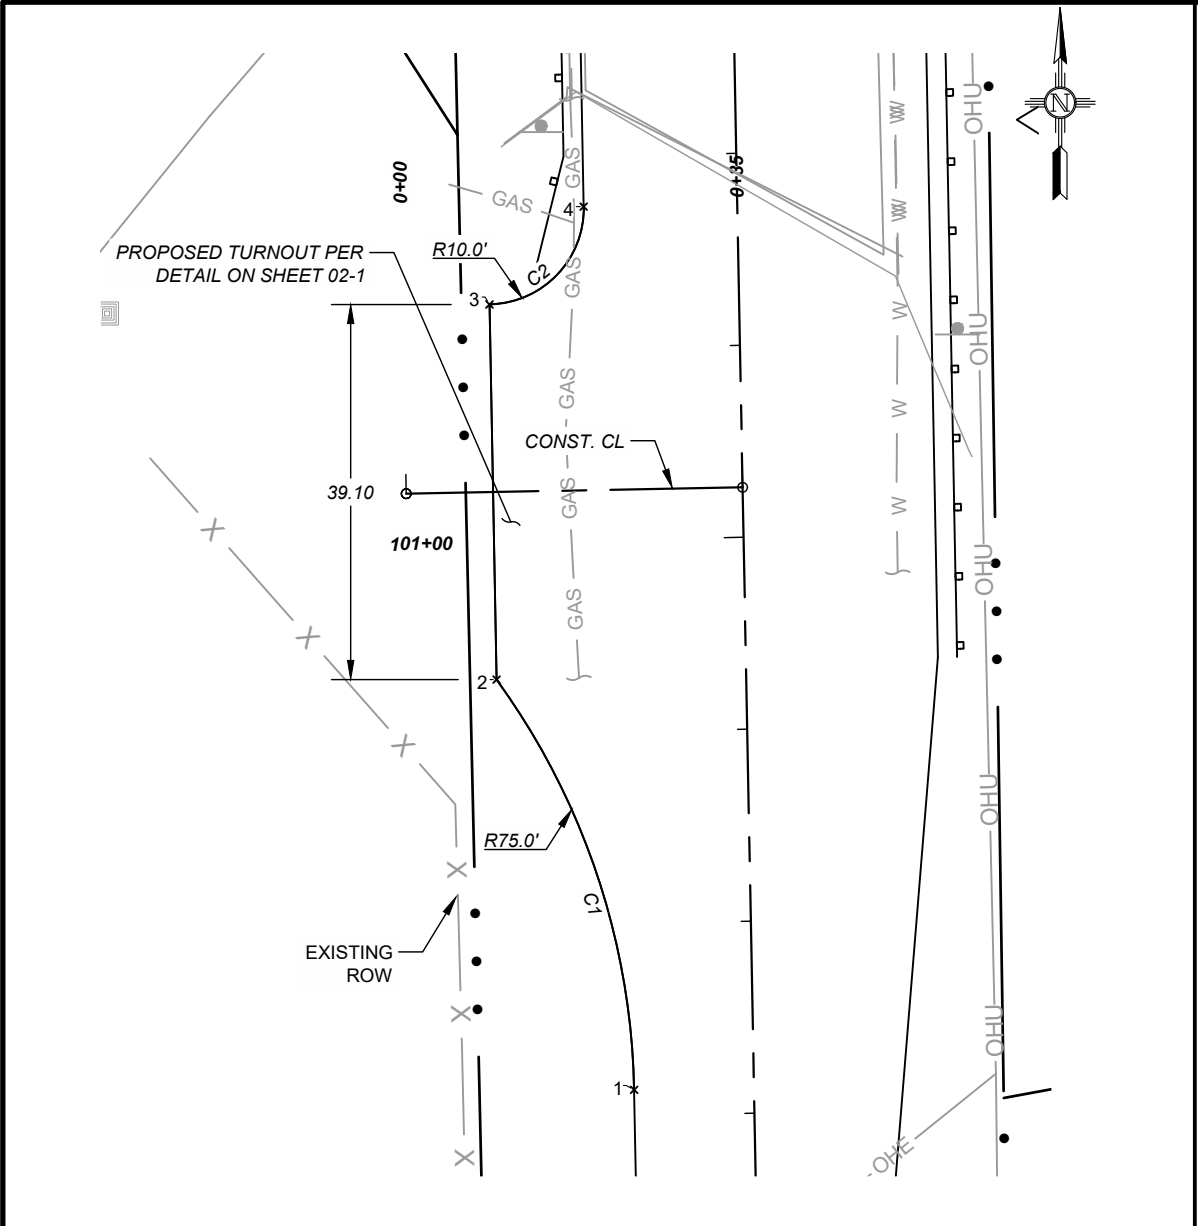 N
OHU
W
GAS
0+00
0+35
W
GAS
4
PROPOSED TURNOUT PER
DETAIL ON SHEET 02-1
R10.0'
C2
GAS
3
W
OHU
GAS
W
CONST. CL
39.10
GAS
W
X
101+00
OHU
GAS
X
2
X
OHU
R75.0'
X
C1
EXISTING
ROW
X
OHU
1
X
OHE